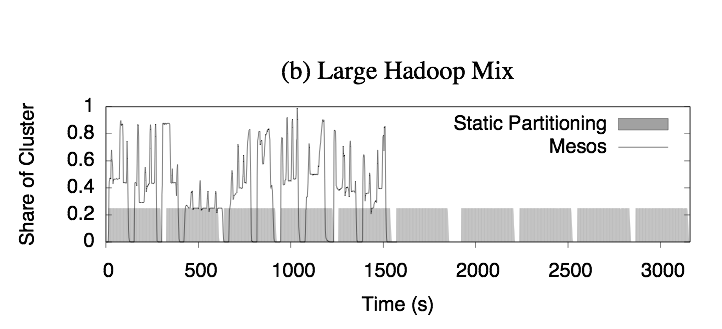 (b) Large Hadoop Mix
Share of Cluster
1
0.8
0.6
0.4
0.2
0
Static Partitioning
Mesos
0 500 1000 1500 2000 2500 3000
Time (s)